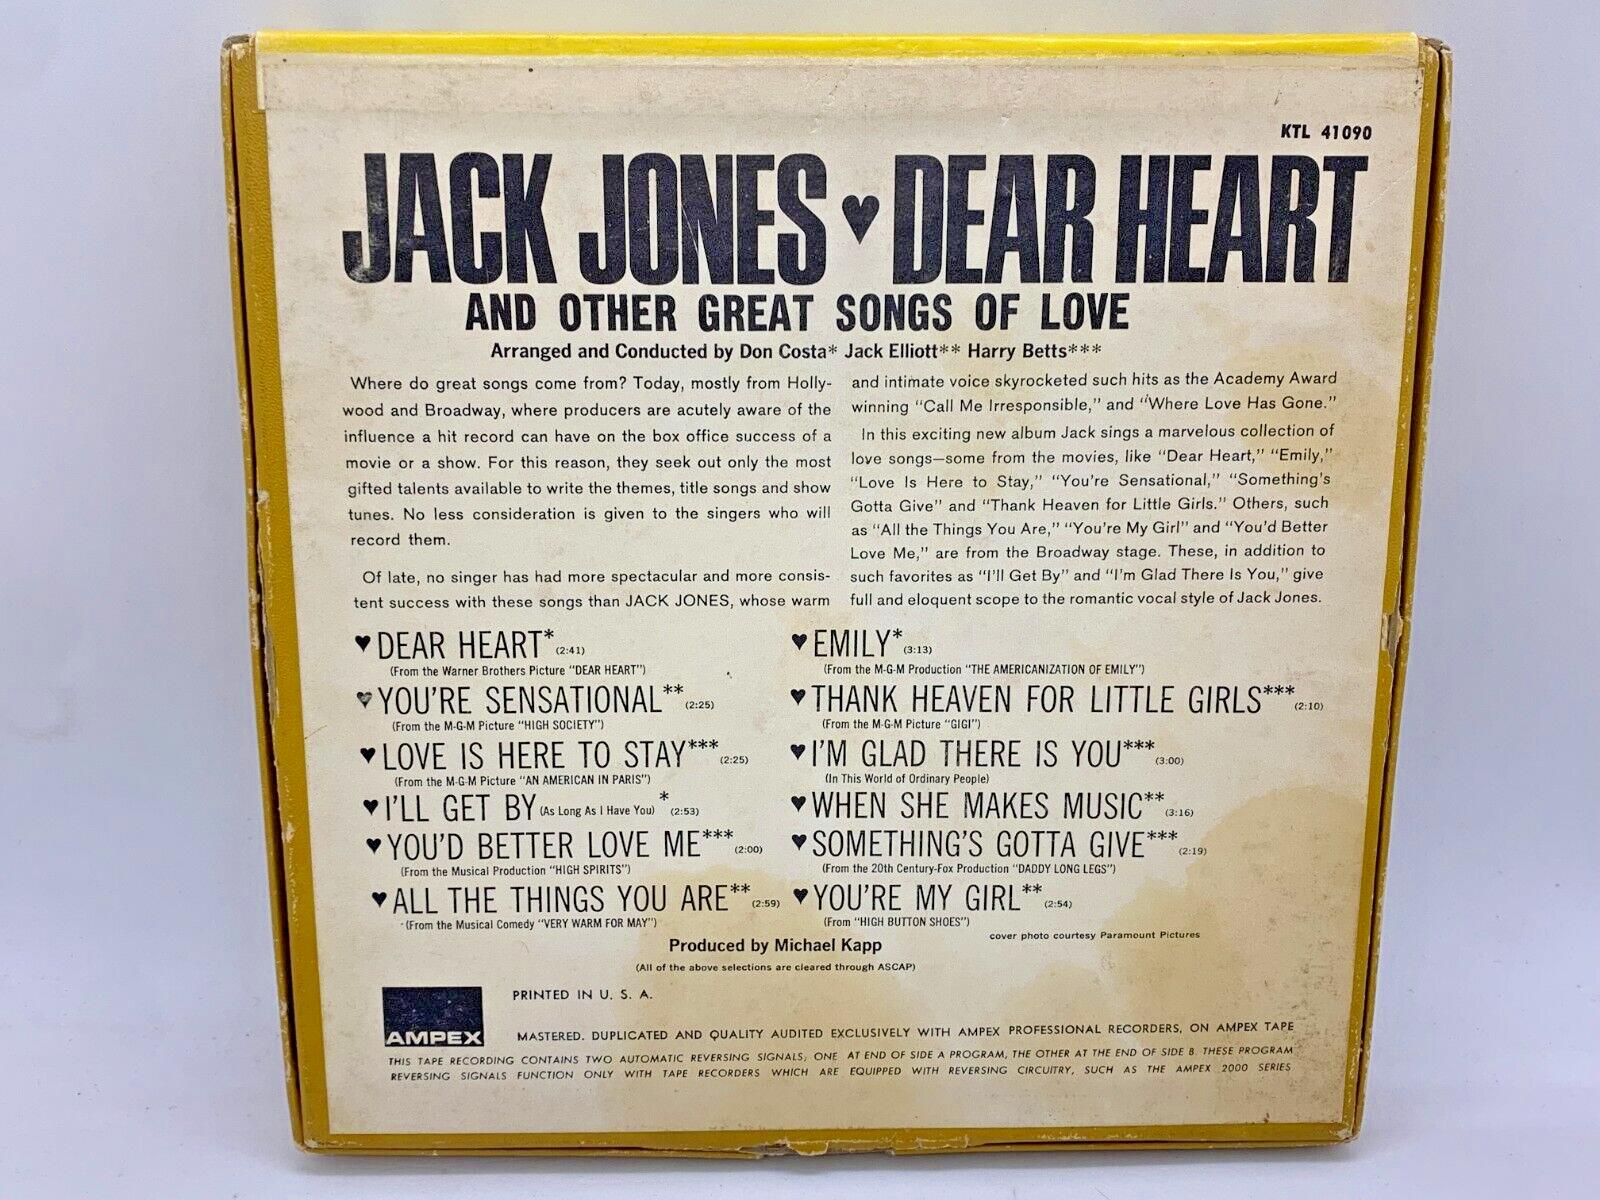 KTL 41090
JACK JONES ♥ DEAR HEART
AND OTHER GREAT SONGS OF LOVE
Arranged and Conducted by Don Costa* Jack Elliott** Harry Betts***
Where do great songs come from? Today, mostly from Holly-
wood and Broadway, where producers are acutely aware of the
influence a hit record can have on the box office success of a
movie or a show. For this reason, they seek out only the most
gifted talents available to write the themes, title songs and show
tunes. No less consideration is given to the singers who will
record them.
Of late, no singer has had more spectacular and more consis-
tent success with these songs than JACK JONES, whose warm
and intimate voice skyrocketed such hits as the Academy Award
winning "Call Me Irresponsible," and "Where Love Has Gone."
In this exciting new album Jack sings a marvelous collection of
love songs—some from the movies, like "Dear Heart," "Emily,"
"Love Is Here to Stay," "You're Sensational," "Something's
Gotta Give" and "Thank Heaven for Little Girls." Others, such
as "All the Things You Are," "You're My Girl" and "You'd Better
Love Me," are from the Broadway stage. These, in addition to
such favorites as "I'll Get By" and "I'm Glad There Is You," give
full and eloquent scope to the romantic vocal style of Jack Jones.
♥ DEAR HEART* (2:41)
(From the Warner Brothers Picture "DEAR HEART")
♥ YOU'RE SENSATIONAL** (2:25)
(From the M-G-M Picture "HIGH SOCIETY")
♥ LOVE IS HERE TO STAY*** (2:25)
(From the M-G-M Picture "AN AMERICAN IN PARIS")
♥ I'LL GET BY (As Long As I Have You) * (2:53)
♥ YOU'D BETTER LOVE ME*** (2:00)
(From the Musical Production "HIGH SPIRITS")
♥ ALL THE THINGS YOU ARE** (2:59)
(From the Musical Comedy "VERY WARM FOR MAY")
♥ EMILY* (3:13)
(From the M-G-M Production "THE AMERICANIZATION OF EMILY")
♥ THANK HEAVEN FOR LITTLE GIRLS*** (2:10)
(From the M-G-M Picture "GIGI")
♥ I'M GLAD THERE IS YOU*** (3:00)
(In This World of Ordinary People)
♥ WHEN SHE MAKES MUSIC** (3:16)
♥ SOMETHING'S GOTTA GIVE*** (2:19)
(From the 20th Century-Fox Production "DADDY LONG LEGS")
♥ YOU'RE MY GIRL** (2:54)
(From "HIGH BUTTON SHOES")
cover photo courtesy Paramount Pictures
Produced by Michael Kapp
(All of the above selections are cleared through ASCAP)
AMPEX
PRINTED IN U. S. A.
MASTERED, DUPLICATED AND QUALITY AUDITED EXCLUSIVELY WITH AMPEX PROFESSIONAL RECORDERS, ON AMPEX TAPE
THIS TAPE RECORDING CONTAINS TWO AUTOMATIC REVERSING SIGNALS; ONE AT END OF SIDE A PROGRAM, THE OTHER AT THE END OF SIDE B. THESE PROGRAM
REVERSING SIGNALS FUNCTION ONLY WITH TAPE RECORDERS WHICH ARE EQUIPPED WITH REVERSING CIRCUITRY, SUCH AS THE AMPEX 2000 SERIES